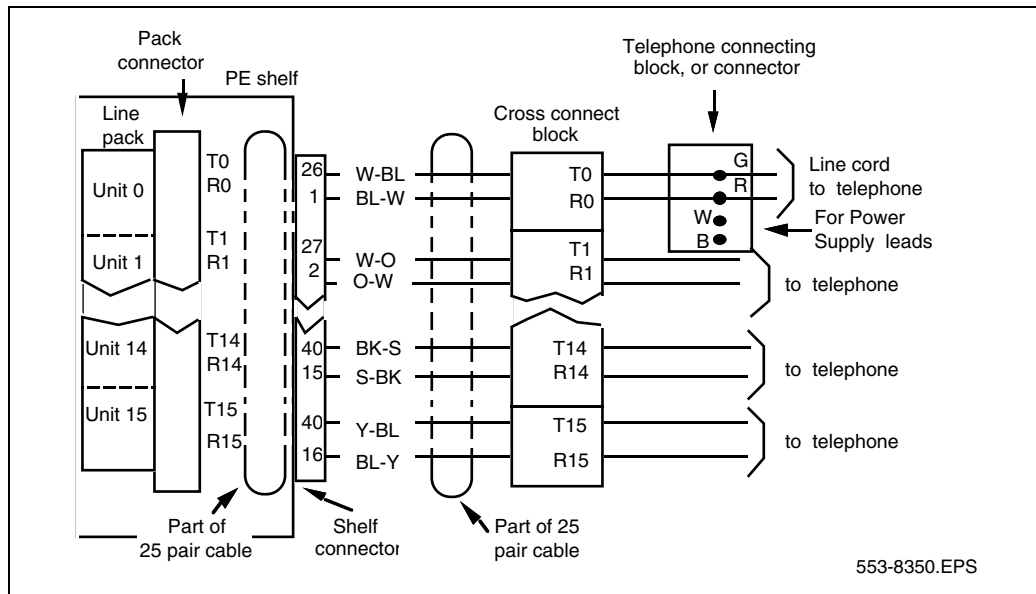 Pack
connector
PE shelf
Line
pack
Telephone connecting
block, or connector
Cross connect
block
Unit 0
T0
R0
26
1
W-BL
BL-W
T0
R0
G
R
W
B
Line cord
to telephone
For Power
Supply leads
Unit 1
T1
R1
27
2
W-O
O-W
T1
R1
to telephone
Unit 14
T14
R14
40
15
BK-S
S-BK
T14
R14
to telephone
Unit 15
T15
R15
40
16
Y-BL
BL-Y
T15
R15
to telephone
Part of
25 pair cable
Shelf
connector
Part of 25
pair cable
553-8350.EPS